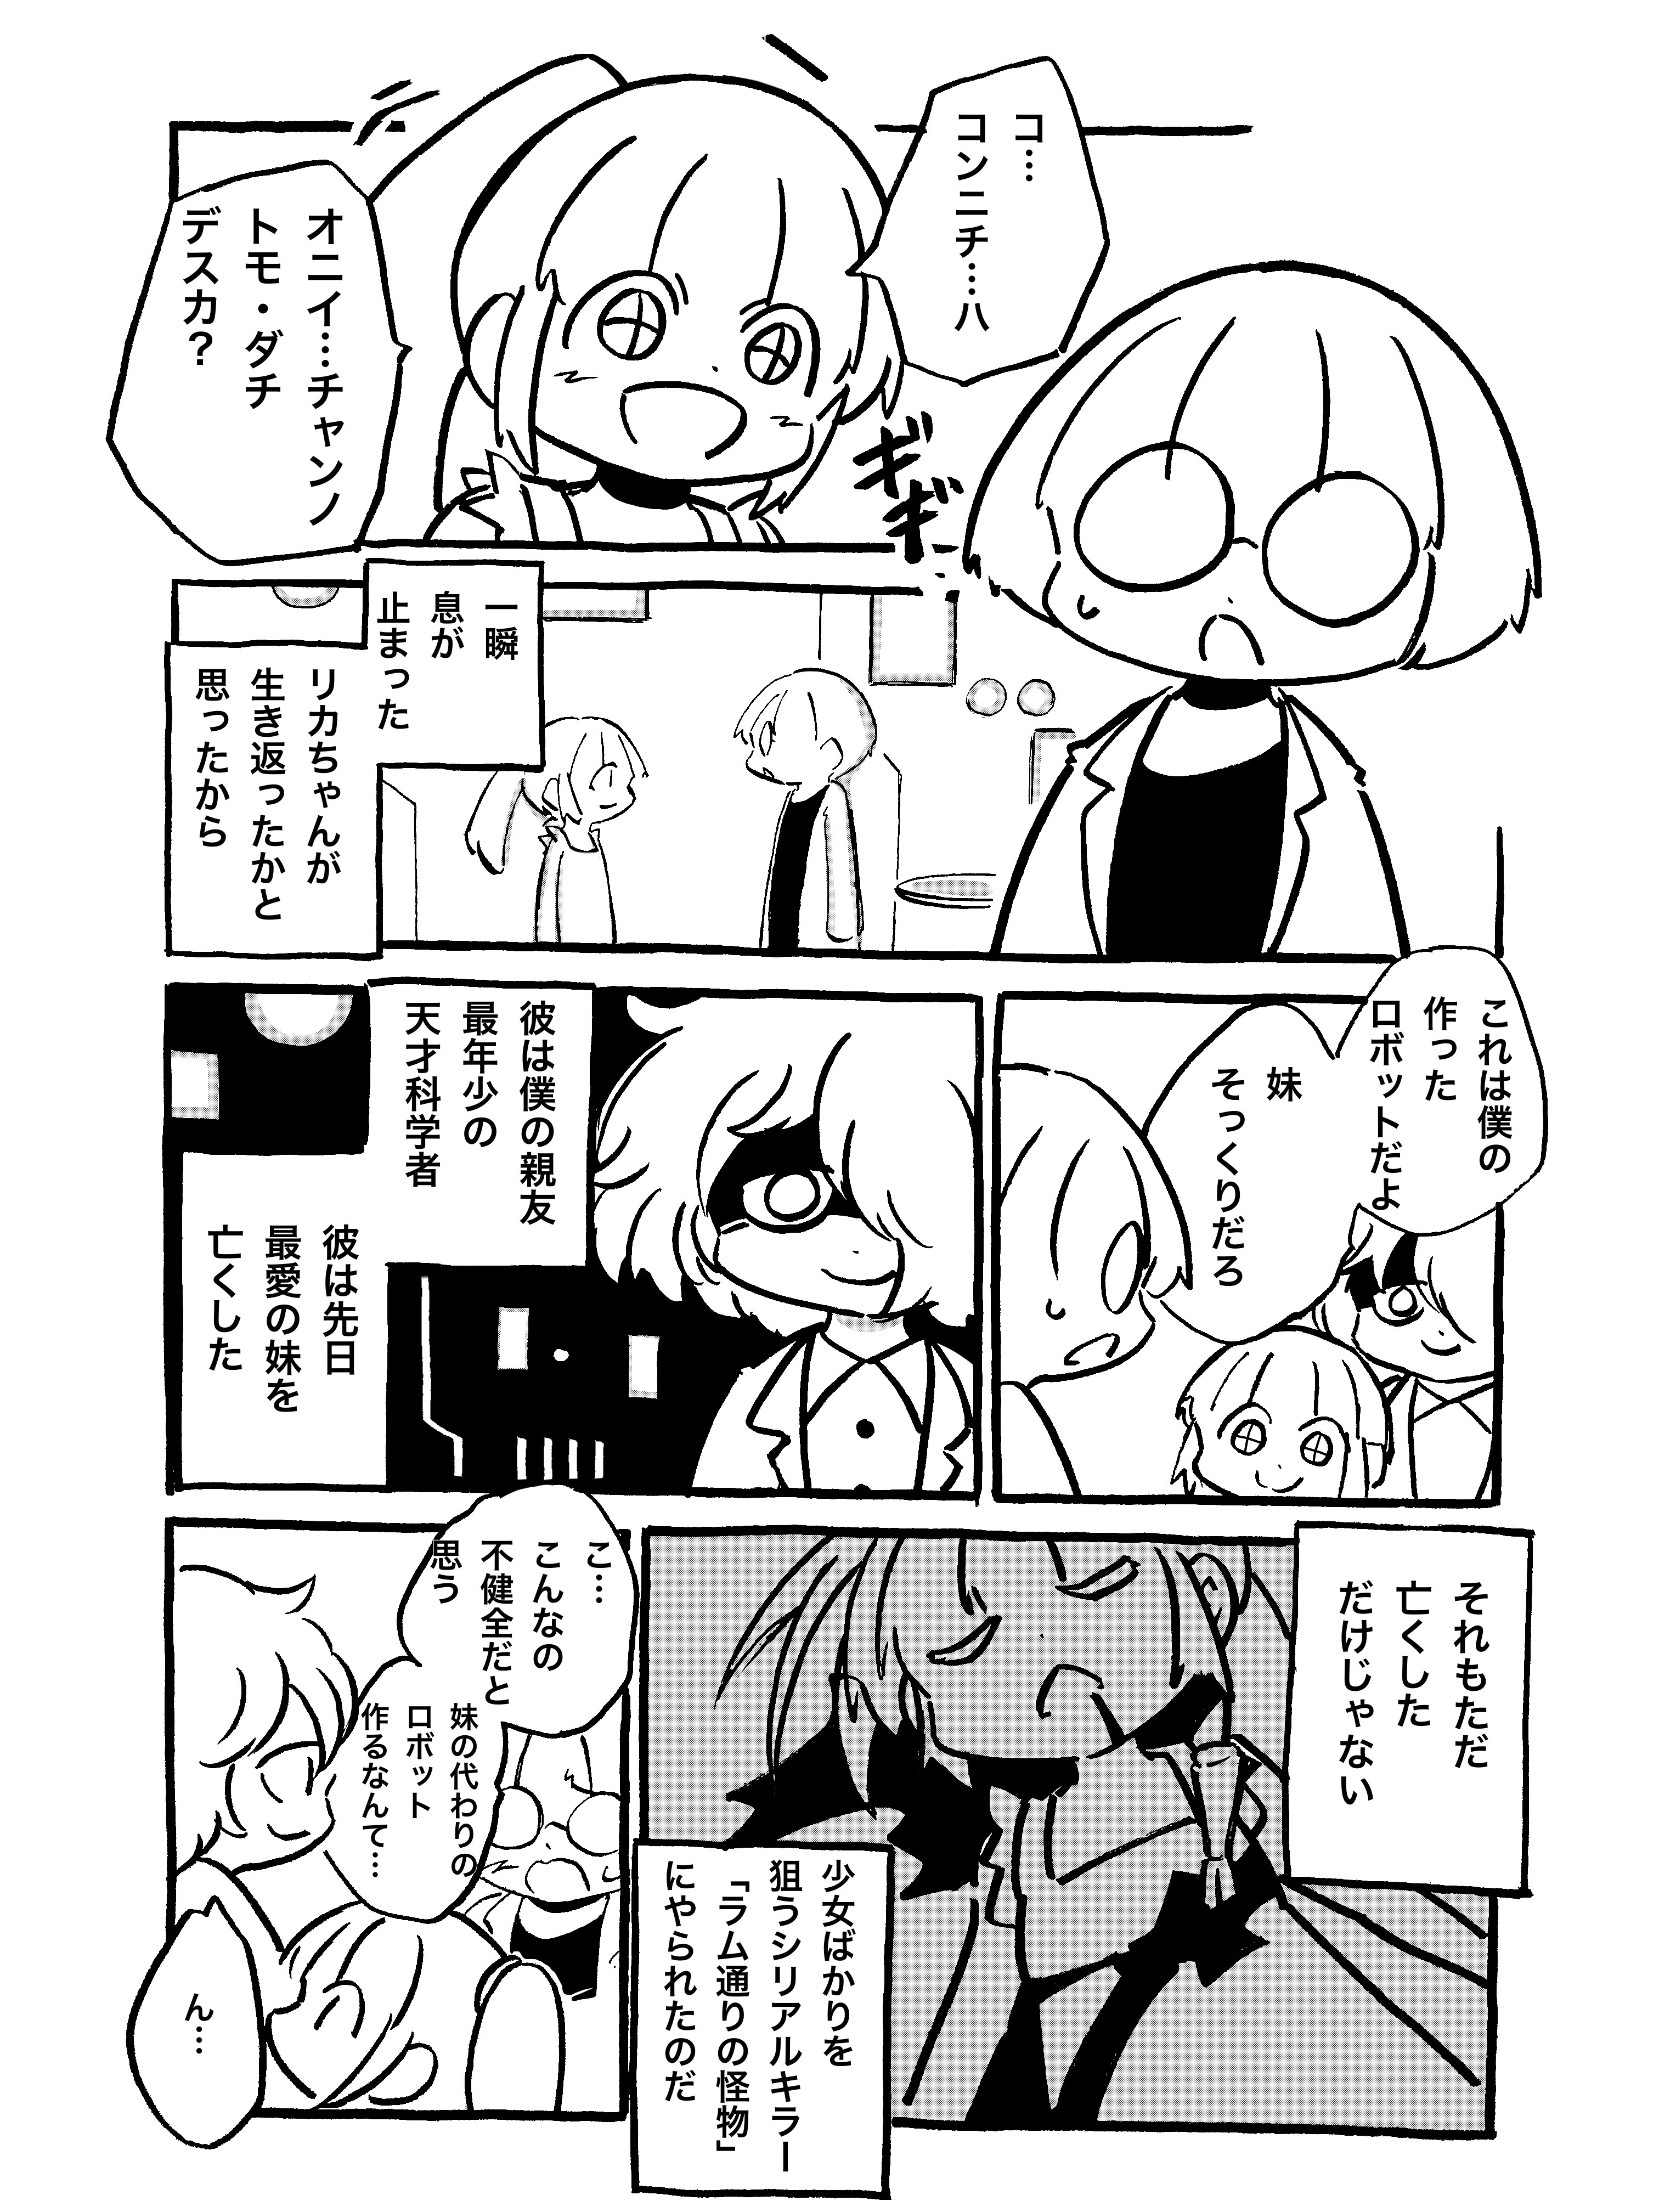 コ…
コンニチ…ハ
オニイ…チャンノ
トモ・ダチ
デスカ？
ギギ…
一瞬
息が
止まった
リカちゃんが
生き返ったかと
思ったから
これは僕の
作った
ロボットだよ
妹
そっくりだろ
彼は僕の親友
最年少の
天才科学者
彼は先日
最愛の妹を
亡くした
それもただ
亡くした
だけじゃない
少女ばかりを
狙うシリアルキラー
「ラム通りの怪物」
にやられたのだ
こ…
こんなの
不健全だと
思う
妹の代わりの
ロボット
作るなんて…
ん…